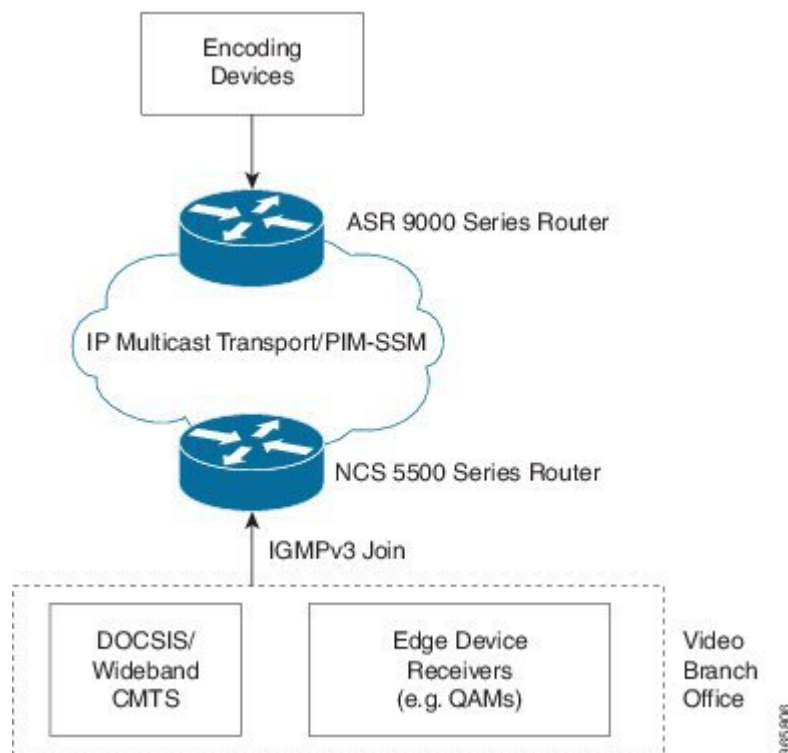 Encoding
Devices
ASR 9000 Series Router
IP Multicast Transport/PIM-SSM
NCS 5500 Series Router
IGMPv3 Join
DOCSIS/
Wideband
CMTS
Edge Device
Receivers
(e.g. QAMs)
Video
Branch
Office